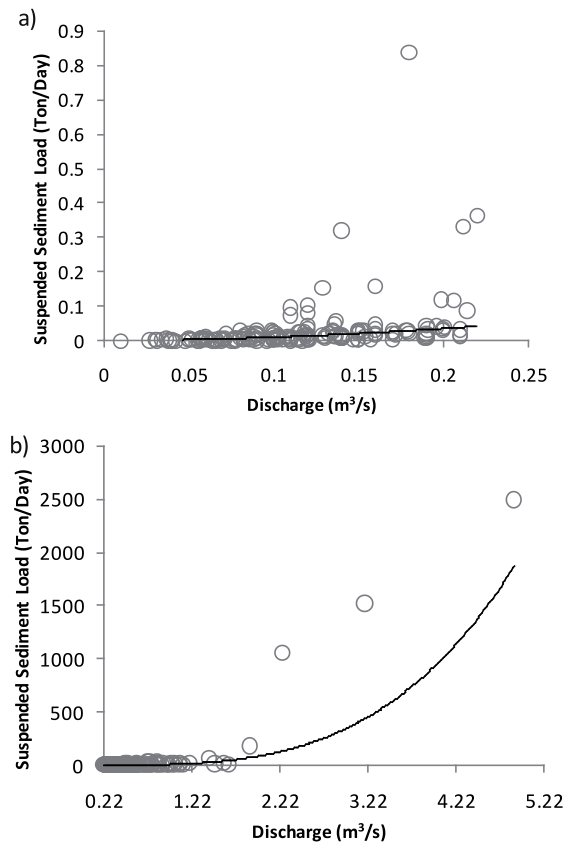 a)
Suspended Sediment Load (Ton/Day)
0.9
0.8
0.7
0.6
0.5
0.4
0.3
0.2
0.1
0
0 0.05 0.1 0.15 0.2 0.25
Discharge (m³/s)
b)
Suspended Sediment Load (Ton/Day)
3000
2500
2000
1500
1000
500
0
0.22 1.22 2.22 3.22 4.22 5.22
Discharge (m³/s)